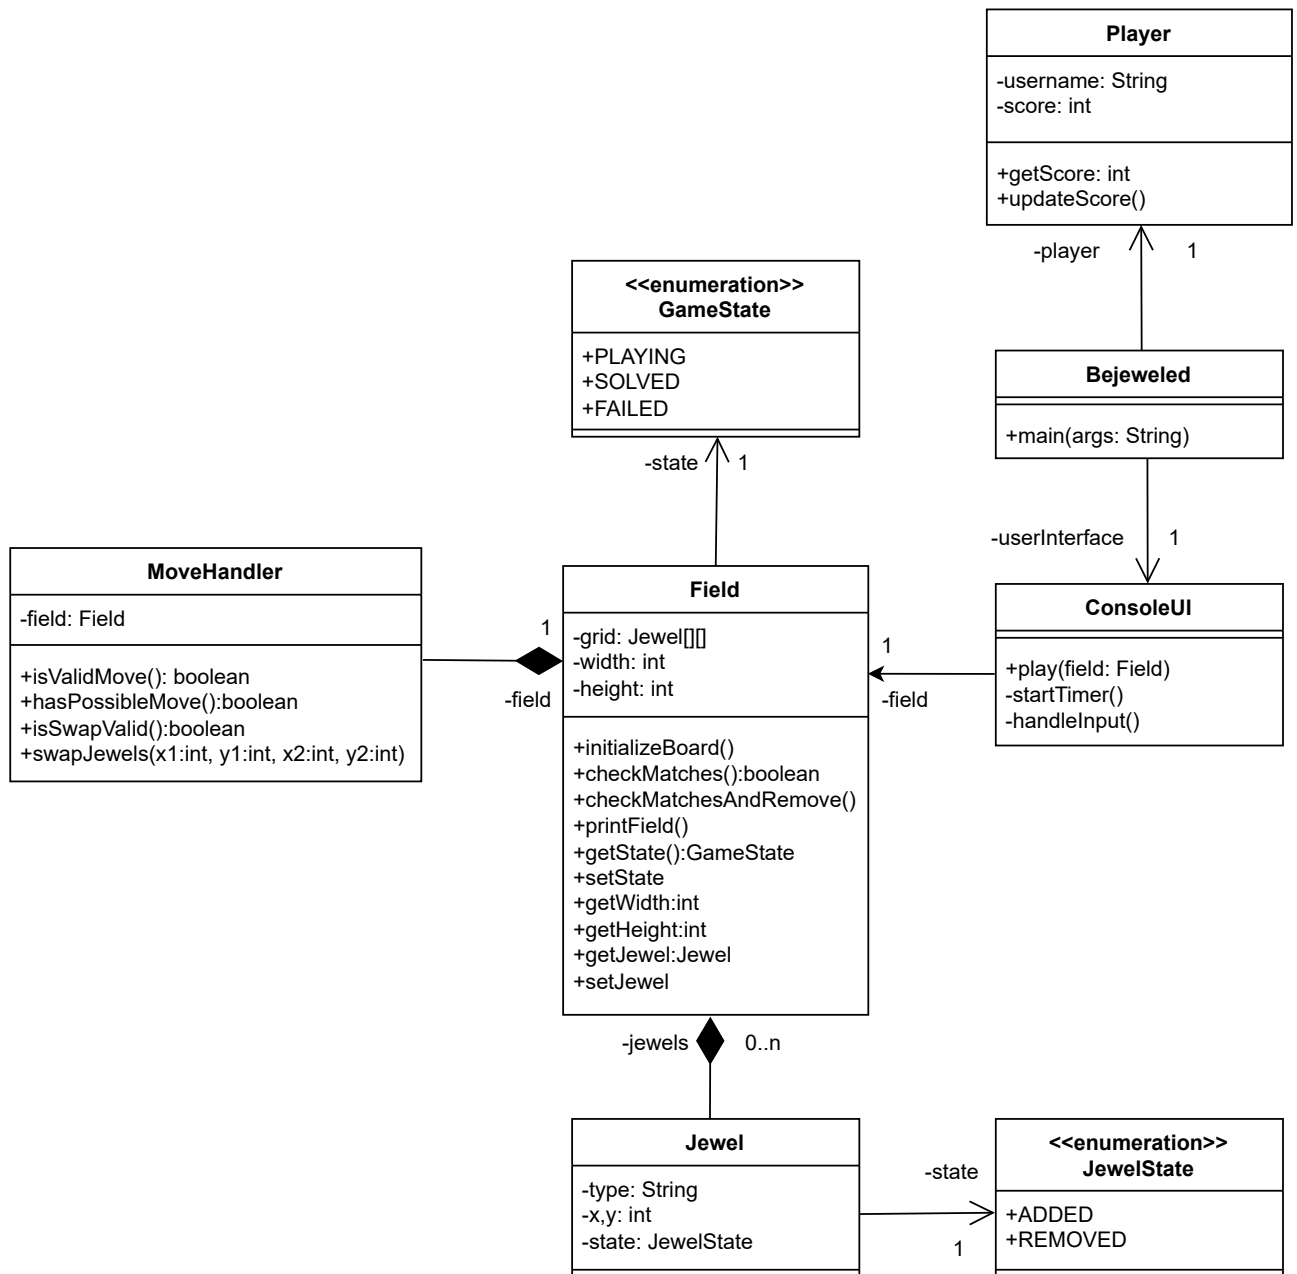 Player
-username: String
-score: int
+getScore: int
+updateScore()
-player
1
<<enumeration>>
GameState
+PLAYING
+SOLVED
+FAILED
-state
1
Bejeweled
+main(args: String)
-userInterface
1
MoveHandler
-field: Field
+isValidMove(): boolean
+hasPossibleMove():boolean
+isSwapValid():boolean
+swapJewels(x1:int, y1:int, x2:int, y2:int)
1
-field
Field
-grid: Jewel[][]
-width: int
-height: int
+initializeBoard()
+checkMatches():boolean
+checkMatchesAndRemove()
+printField()
+getState():GameState
+setState
+getWidth:int
+getHeight:int
+getJewel:Jewel
+setJewel
1
-field
ConsoleUI
+play(field: Field)
-startTimer()
-handleInput()
-jewels
0..n
Jewel
-type: String
-x,y: int
-state: JewelState
-state
1
<<enumeration>>
JewelState
+ADDED
+REMOVED